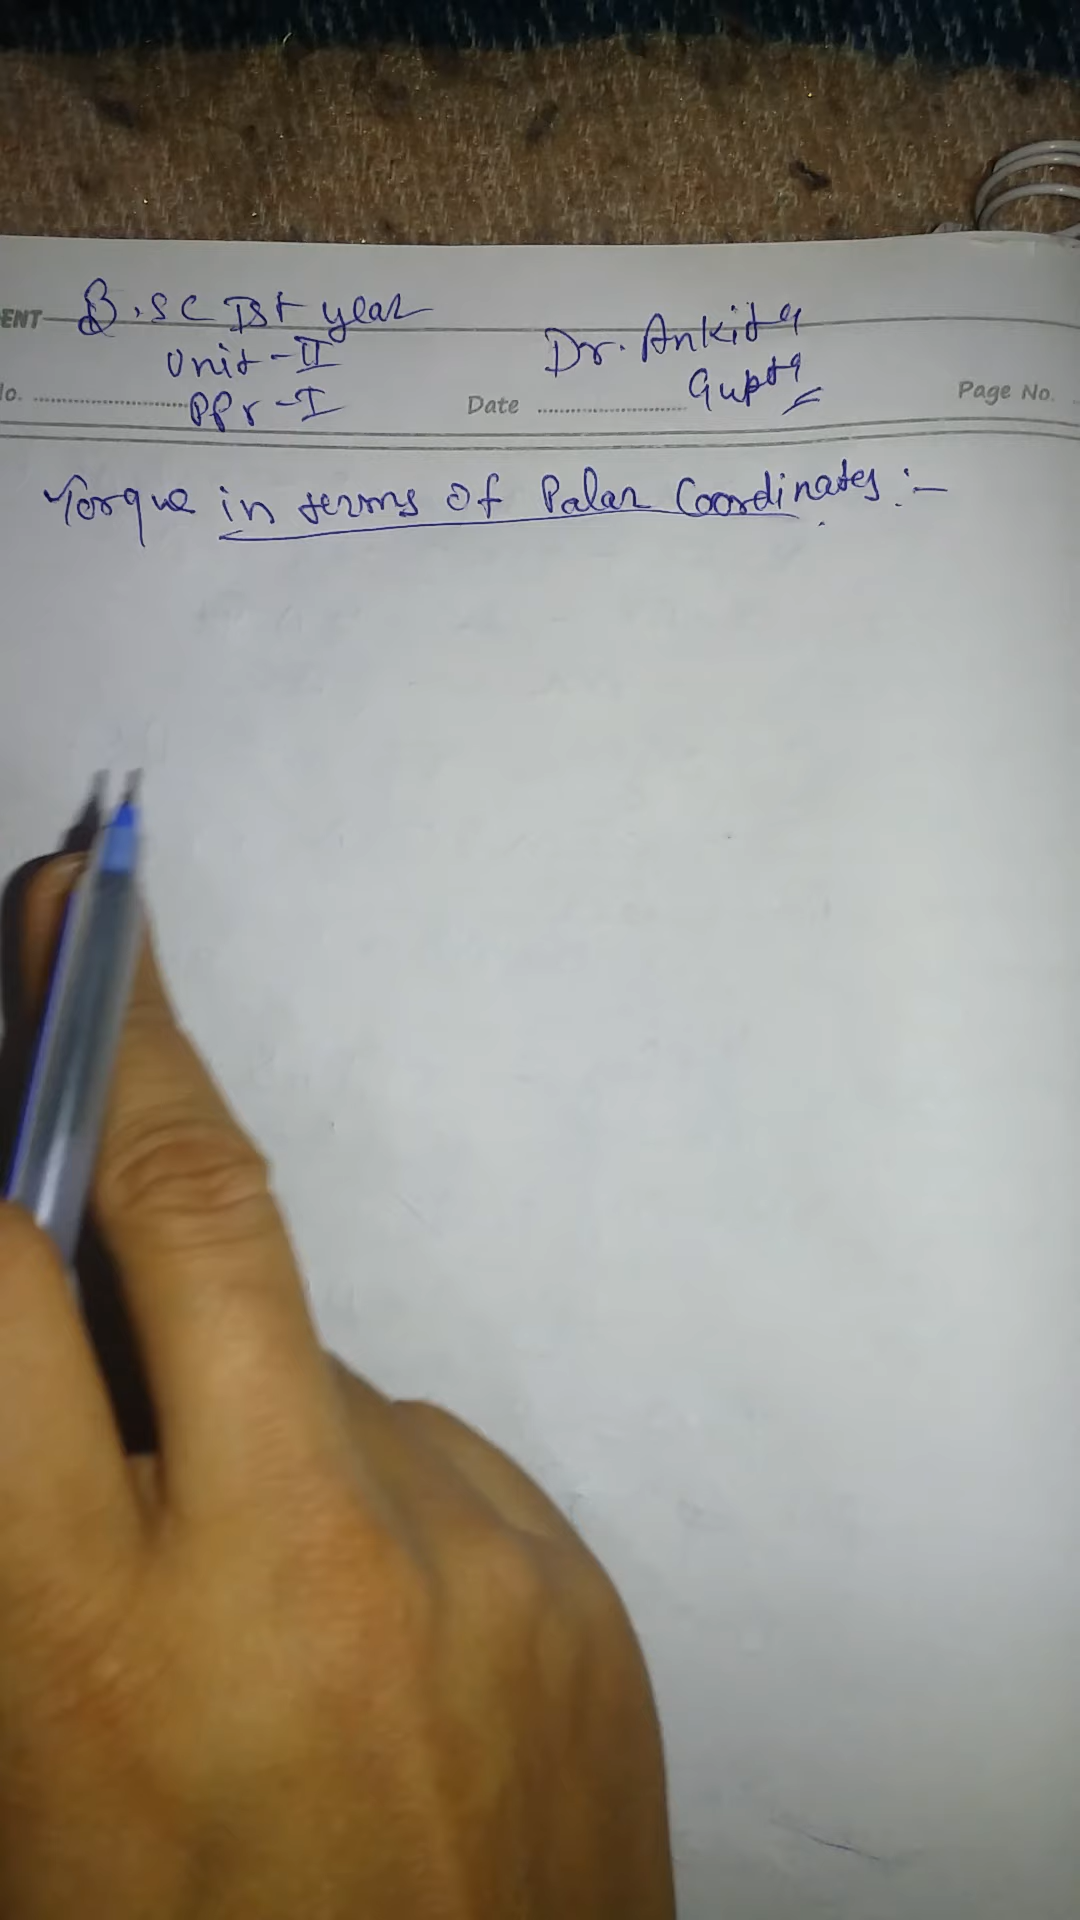 B.SC Ist year
Unit-II
PPr-I
Dr. Ankita
Gupta
ENT
No.
Date
Page No.
Torque in terms of Polar Coordinates :-